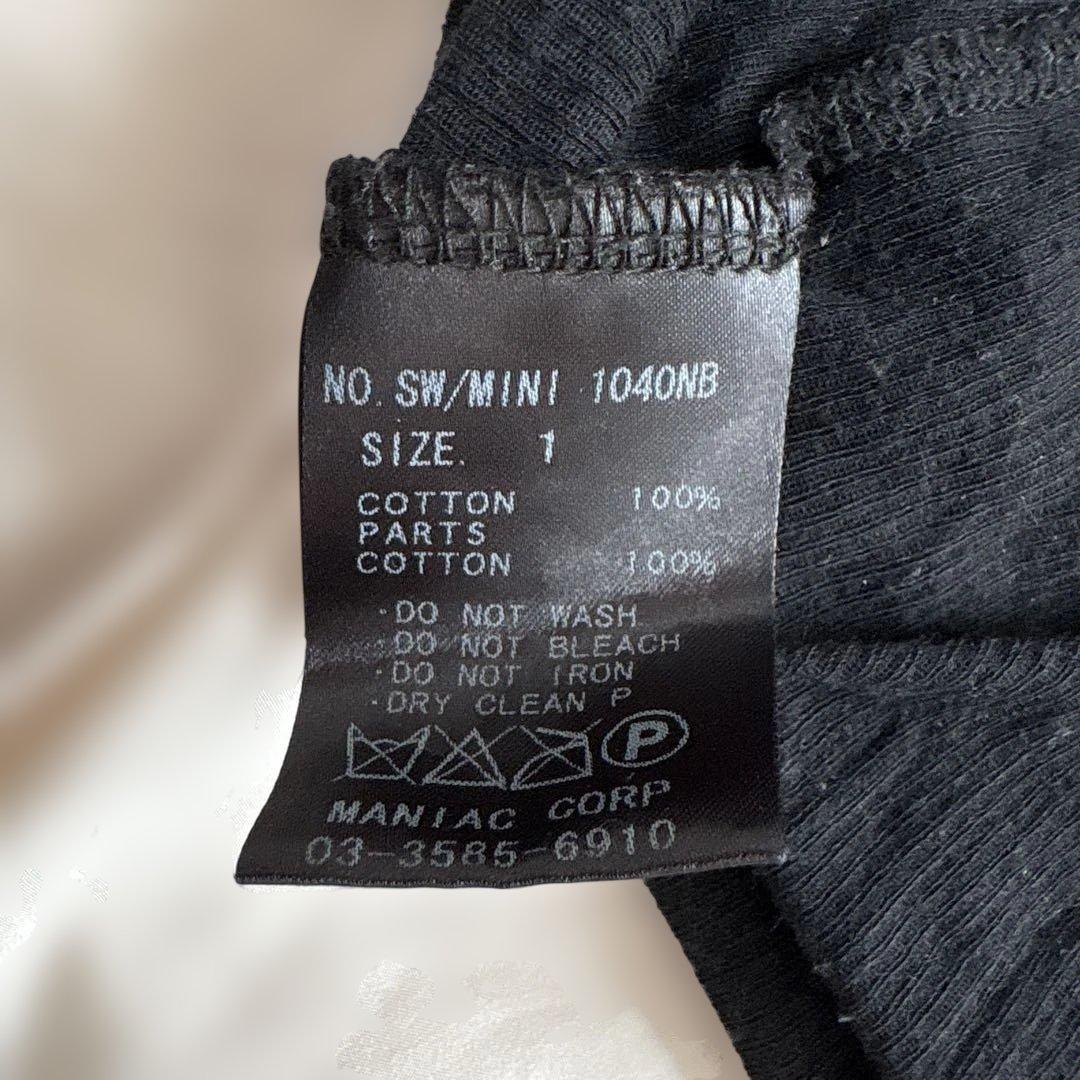 NO. SW/MINI 1040NB
SIZE. 1
COTTON 100%
PARTS
COTTON 100%
・DO NOT WASH
・DO NOT BLEACH
・DO NOT IRON
・DRY CLEAN P
P
MANIAC CORP
03-3585-6910